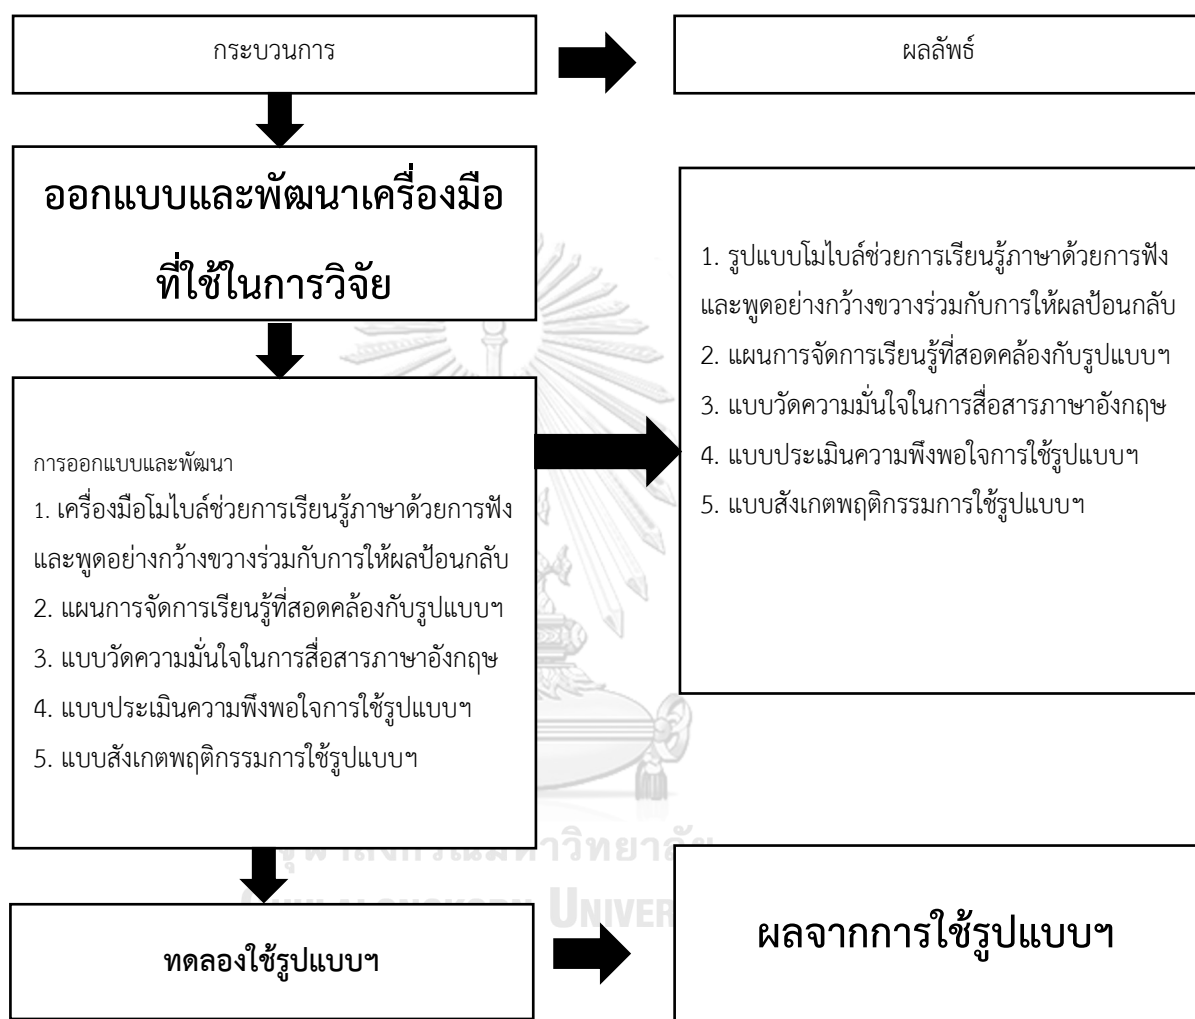 กระบวนการ
ผลลัพธ์
ออกแบบและพัฒนาเครื่องมือ
ที่ใช้ในการวิจัย
การออกแบบและพัฒนา
1. เครื่องมือโมไบล์ช่วยการเรียนรู้ภาษาด้วยการฟัง
และพูดอย่างกว้างขวางร่วมกับการให้ผลป้อนกลับ
2. แผนการจัดการเรียนรู้ที่สอดคล้องกับรูปแบบฯ
3. แบบวัดความมั่นใจในการสื่อสารภาษาอังกฤษ
4. แบบประเมินความพึงพอใจการใช้รูปแบบฯ
5. แบบสังเกตพฤติกรรมการใช้รูปแบบฯ
1. รูปแบบโมไบล์ช่วยการเรียนรู้ภาษาด้วยการฟัง
และพูดอย่างกว้างขวางร่วมกับการให้ผลป้อนกลับ
2. แผนการจัดการเรียนรู้ที่สอดคล้องกับรูปแบบฯ
3. แบบวัดความมั่นใจในการสื่อสารภาษาอังกฤษ
4. แบบประเมินความพึงพอใจการใช้รูปแบบฯ
5. แบบสังเกตพฤติกรรมการใช้รูปแบบฯ
ทดลองใช้รูปแบบฯ
ผลจากการใช้รูปแบบฯ